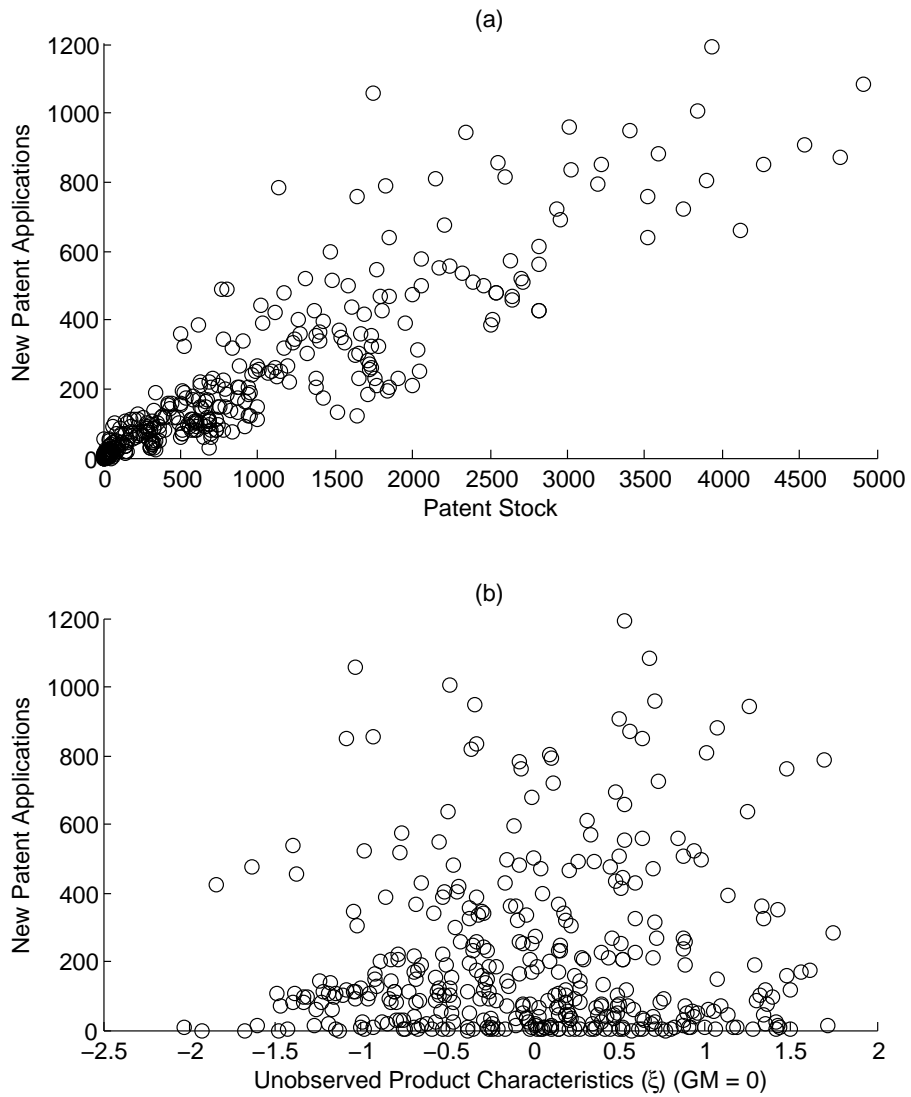 (a)
1200
1000
800
600
400
200
0
New Patent Applications
0 500 1000 1500 2000 2500 3000 3500 4000 4500 5000
Patent Stock
(b)
1200
1000
800
600
400
200
0
New Patent Applications
−2.5 −2 −1.5 −1 −0.5 0 0.5 1 1.5 2
Unobserved Product Characteristics (ξ) (GM = 0)